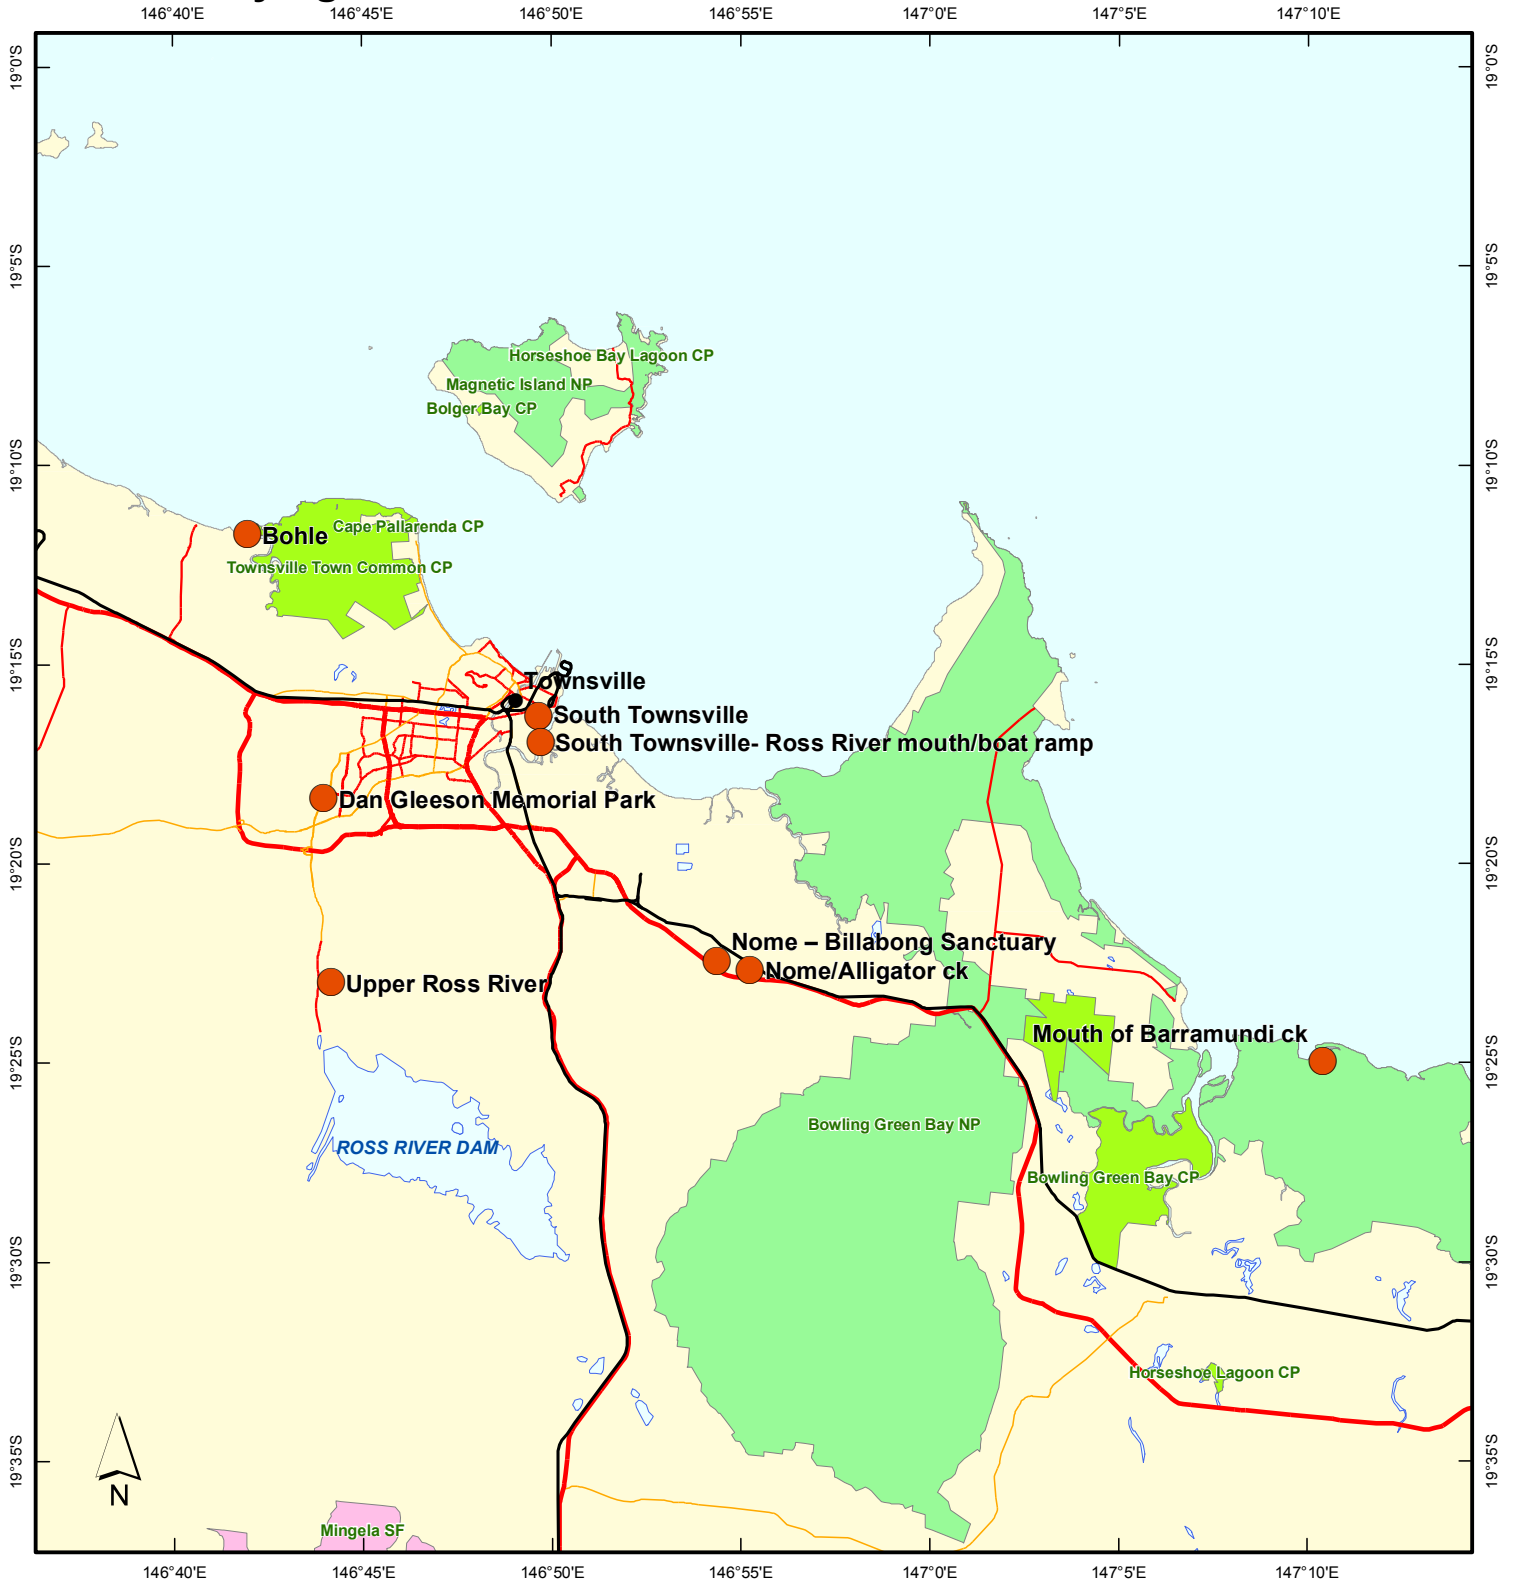 146°40'E 146°45'E 146°50'E 146°55'E 147°0'E 147°5'E 147°10'E
19°0'S 19°0'S
19°5'S 19°5'S
Horseshoe Bay Lagoon CP
Magnetic Island NP
Bolger Bay CP
19°10'S 19°10'S
Cape Pallarenda CP
Bohle
Townsville Town Common CP
19°15'S 19°15'S
Townsville
South Townsville
South Townsville- Ross River mouth/boat ramp
Dan Gleeson Memorial Park
19°20'S 19°20'S
Nome – Billabong Sanctuary
Nome/Alligator ck
Upper Ross River
Mouth of Barramundi ck
19°25'S 19°25'S
Bowling Green Bay NP
ROSS RIVER DAM
Bowling Green Bay CP
19°30'S 19°30'S
Horseshoe Lagoon CP
19°35'S 19°35'S
N
Mingela SF
146°40'E 146°45'E 146°50'E 146°55'E 147°0'E 147°5'E 147°10'E